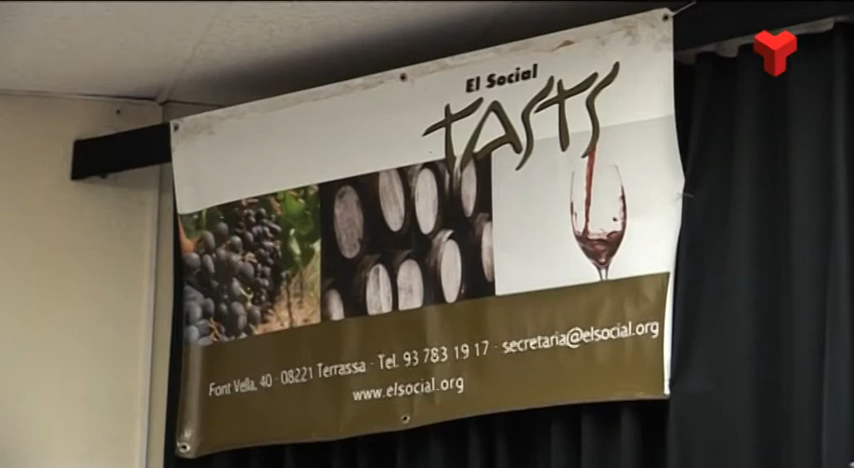 El Social
TASTS
Font Vella, 40 · 08221 Terrassa · Tel. 93 783 19 17 · secretaria@elsocial.org
www.elsocial.org